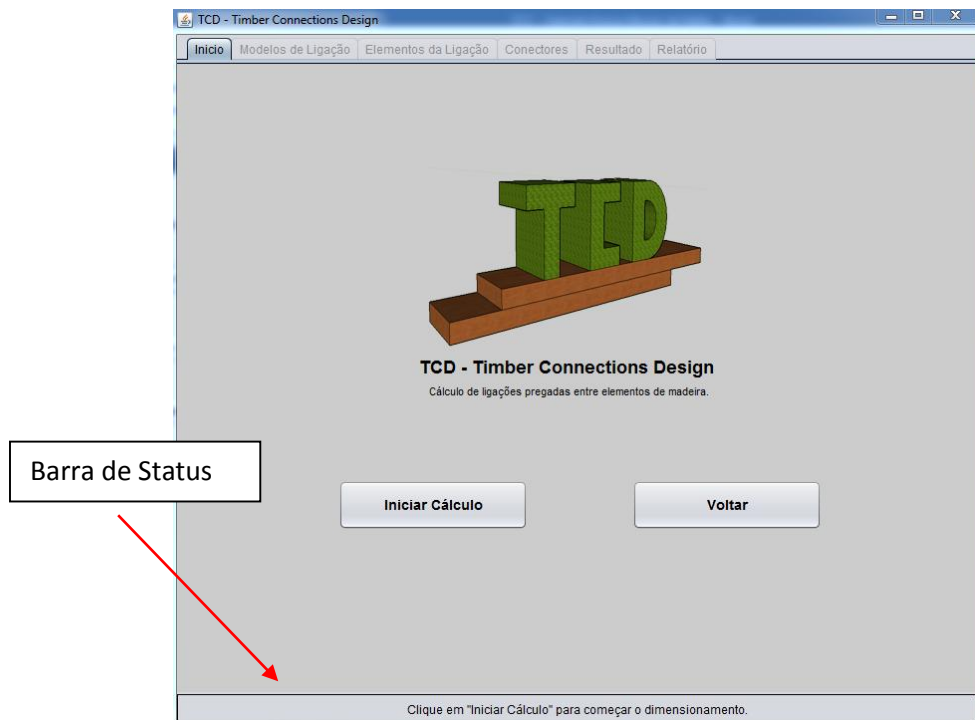 TCD - Timber Connections Design
Inicio Modelos de Ligação Elementos da Ligação Conectores Resultado Relatório
TCD
TCD - Timber Connections Design
Cálculo de ligações pregadas entre elementos de madeira.
Barra de Status
Iniciar Cálculo Voltar
Clique em "Iniciar Cálculo" para começar o dimensionamento.